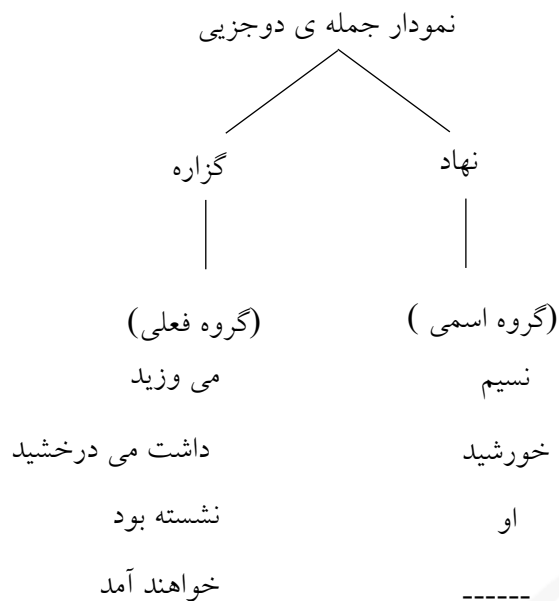 نمودار جمله ی دوجزیی
نهاد گزاره
(گروه اسمی ) (گروه فعلی)
نسیم می وزید
خورشید داشت می درخشید
او نشسته بود
------ خواهند آمد